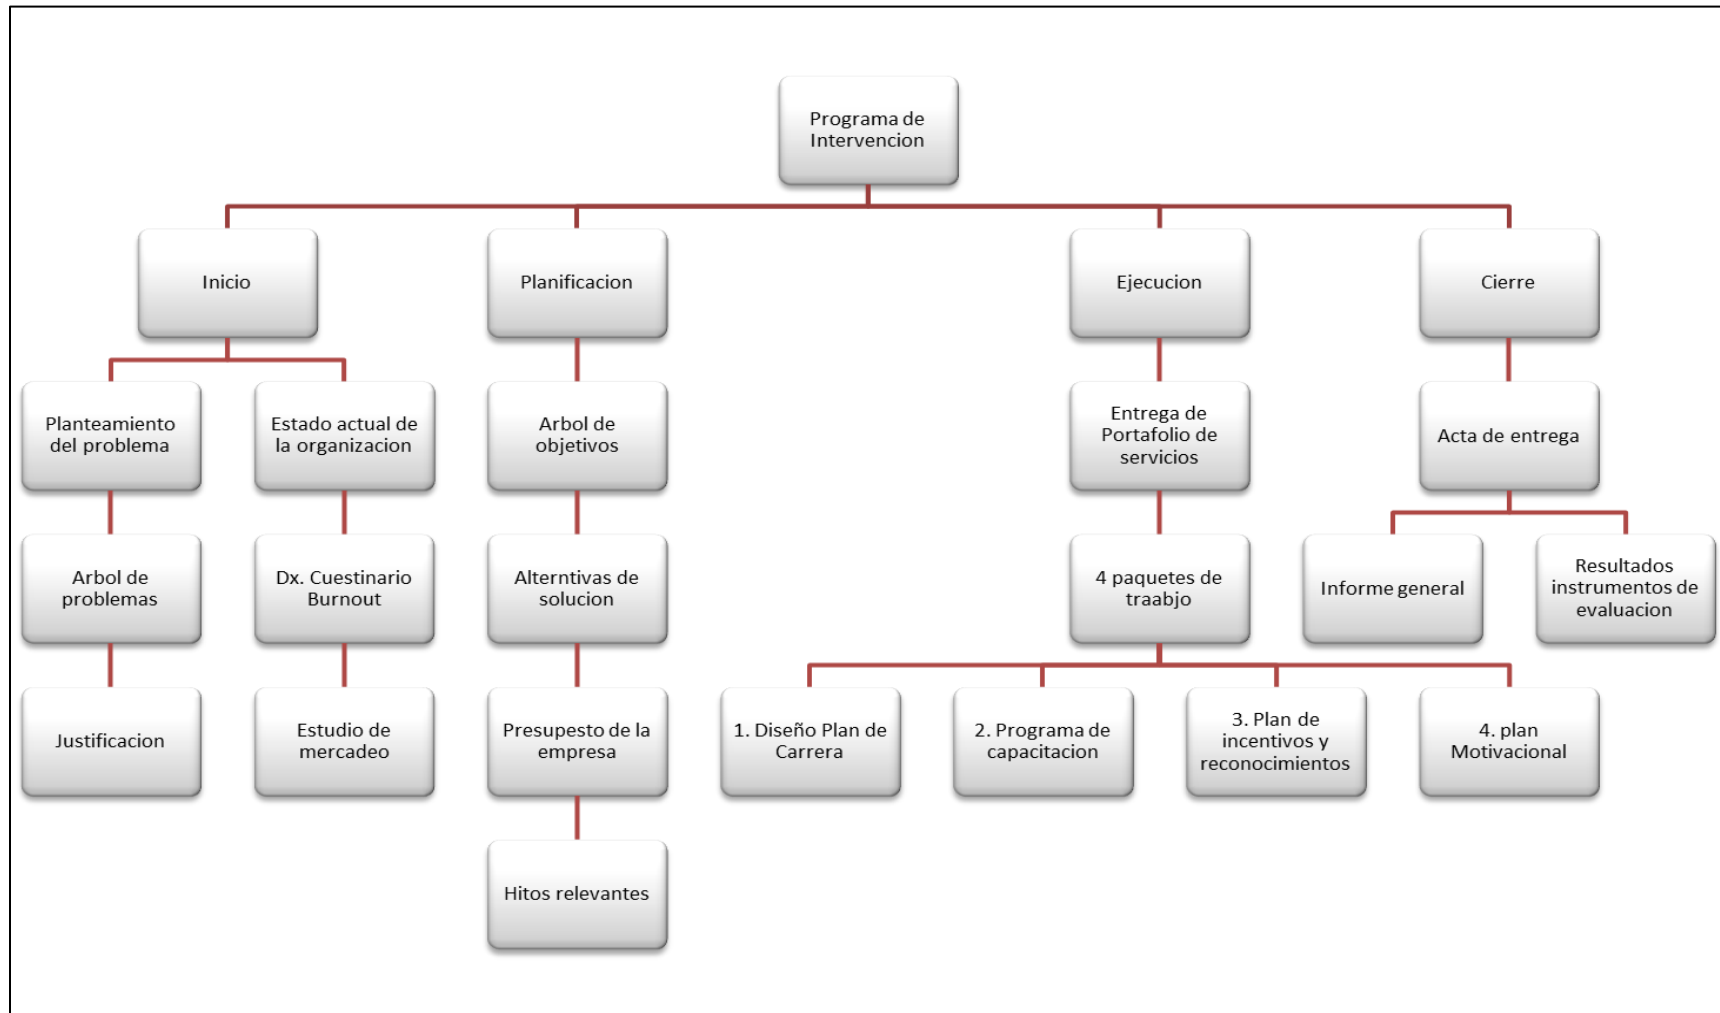 Programa de
Intervencion
Inicio
Planificacion
Ejecucion
Cierre
Planteamiento
del problema
Estado actual de
la organizacion
Arbol de
objetivos
Entrega de
Portafolio de
servicios
Acta de entrega
Arbol de
problemas
Dx. Cuestinario
Burnout
Alterntivas de
solucion
4 paquetes de
traabjo
Informe general
Resultados
instrumentos de
evaluacion
Justificacion
Estudio de
mercadeo
Presupesto de la
empresa
1. Diseño Plan de
Carrera
2. Programa de
capacitacion
3. Plan de
incentivos y
reconocimientos
4. plan
Motivacional
Hitos relevantes